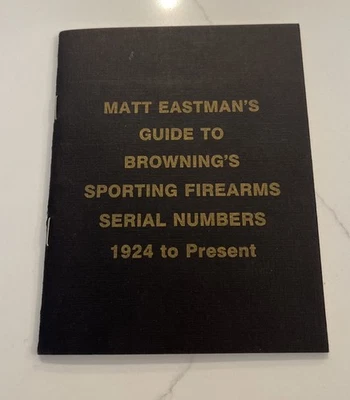 MATT EASTMAN'S
GUIDE TO
BROWNING'S
SPORTING FIREARMS
SERIAL NUMBERS
1924 to Present